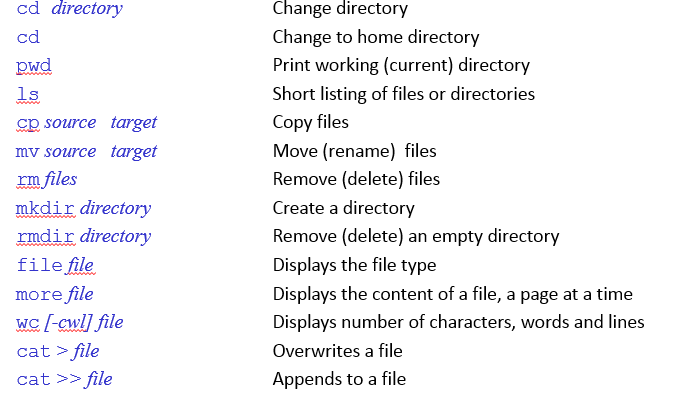 cd directory Change directory
cd Change to home directory
pwd Print working (current) directory
ls Short listing of files or directories
cp source target Copy files
mv source target Move (rename) files
rm files Remove (delete) files
mkdir directory Create a directory
rmdir directory Remove (delete) an empty directory
file file Displays the file type
more file Displays the content of a file, a page at a time
wc [-cwl] file Displays number of characters, words and lines
cat > file Overwrites a file
cat >> file Appends to a file